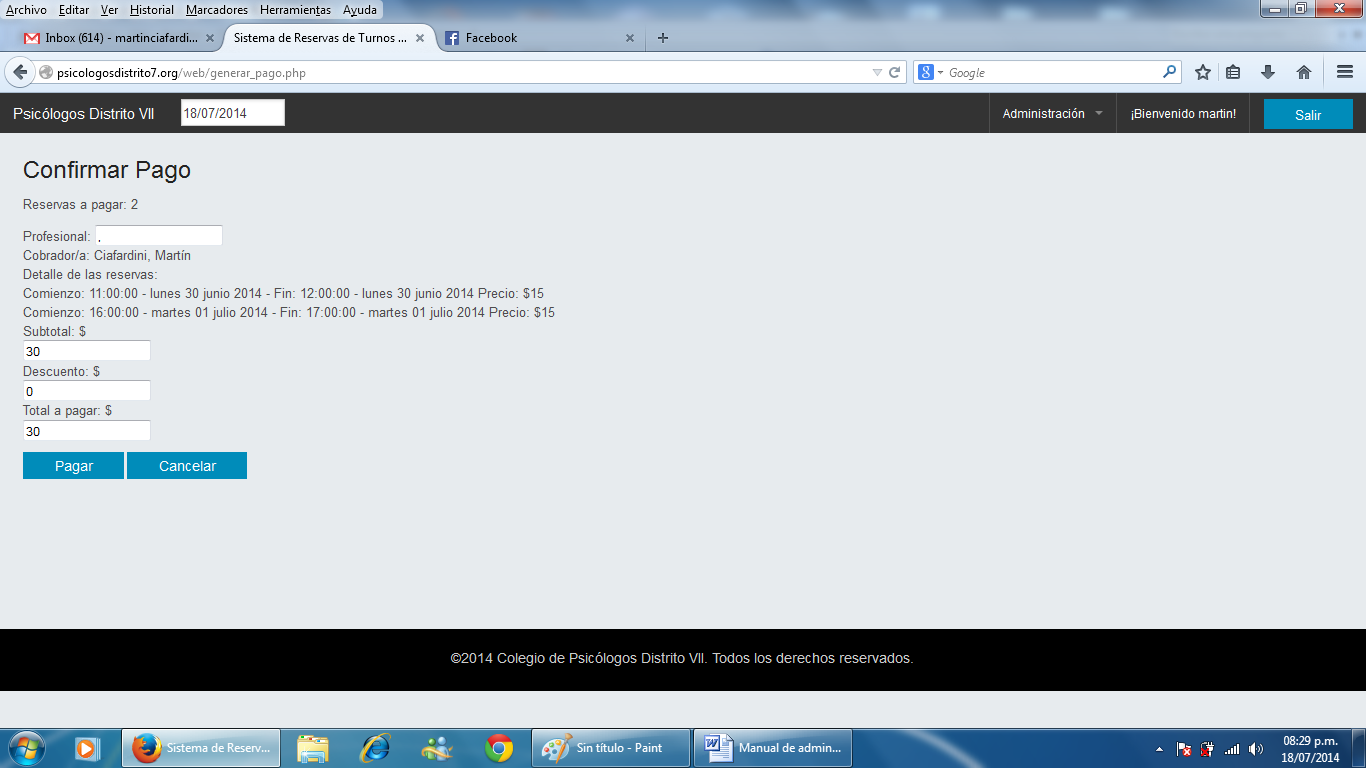 Archivo Editar Ver Historial Marcadores Herramientas Ayuda
Inbox (614) - martinciafardi... Sistema de Reservas de Turnos ... Facebook
psicologosdistrito7.org/web/generar_pago.php Google
Psicólogos Distrito VII 18/07/2014 Administración ¡Bienvenido martin! Salir
Confirmar Pago
Reservas a pagar: 2
Profesional: ,
Cobrador/a: Ciafardini, Martín
Detalle de las reservas:
Comienzo: 11:00:00 - lunes 30 junio 2014 - Fin: 12:00:00 - lunes 30 junio 2014 Precio: $15
Comienzo: 16:00:00 - martes 01 julio 2014 - Fin: 17:00:00 - martes 01 julio 2014 Precio: $15
Subtotal: $
30
Descuento: $
0
Total a pagar: $
30
Pagar Cancelar
©2014 Colegio de Psicólogos Distrito VII. Todos los derechos reservados.
Sistema de Reserv... Sin título - Paint Manual de admin... 08:29 p.m.
18/07/2014